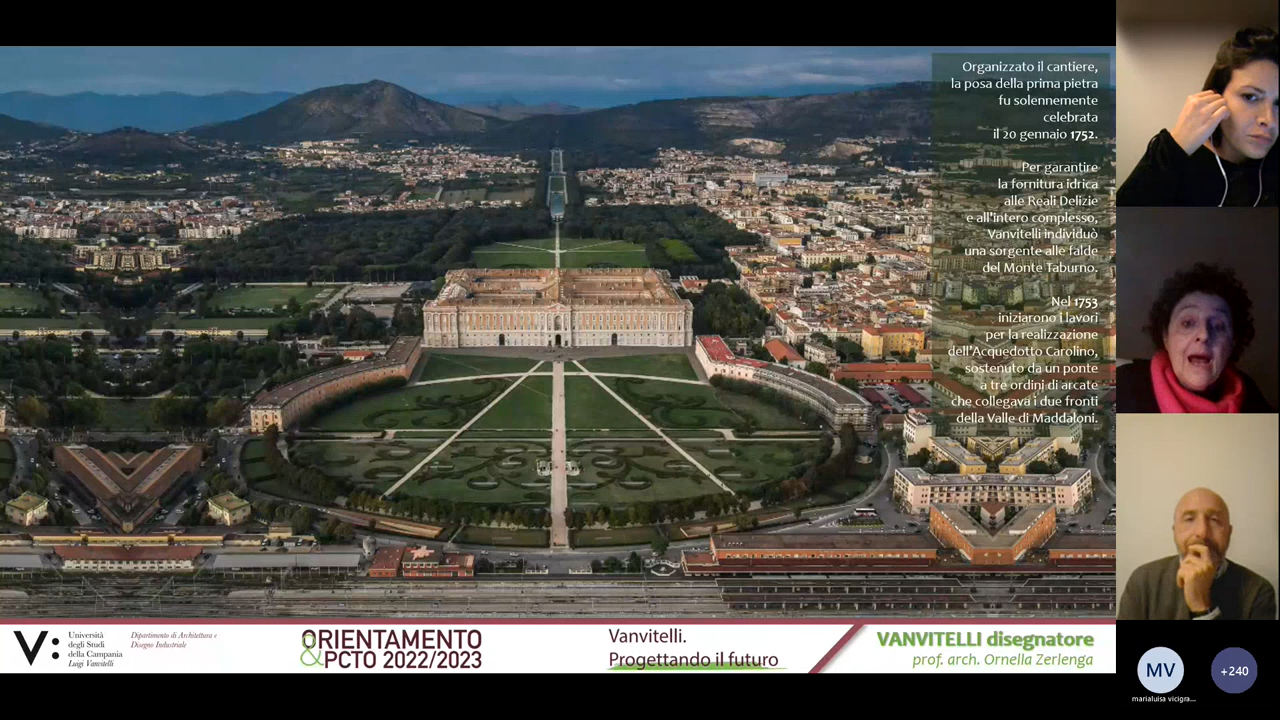 Organizzato il cantiere,
la posa della prima pietra
fu solennemente
celebrata
il 20 gennaio 1752.
Per garantire
la fornitura idrica
alle Reali Delizie
e all'intero complesso,
Vanvitelli individuò
una sorgente alle falde
del Monte Taburno.
Nel 1753
iniziarono i lavori
per la realizzazione
dell'Acquedotto Carolino,
sostenuto da un ponte
a tre ordini di arcate
che collegava i due fronti
della Valle di Maddaloni.
V:
Università
degli Studi
della Campania
Luigi Vanvitelli
Dipartimento di Architettura e
Disegno Industriale
ORIENTAMENTO
&PCTO 2022/2023
Vanvitelli.
Progettando il futuro
VANVITELLI disegnatore
prof. arch. Ornella Zerlenga
MV
+240
marialuisa vicigra...